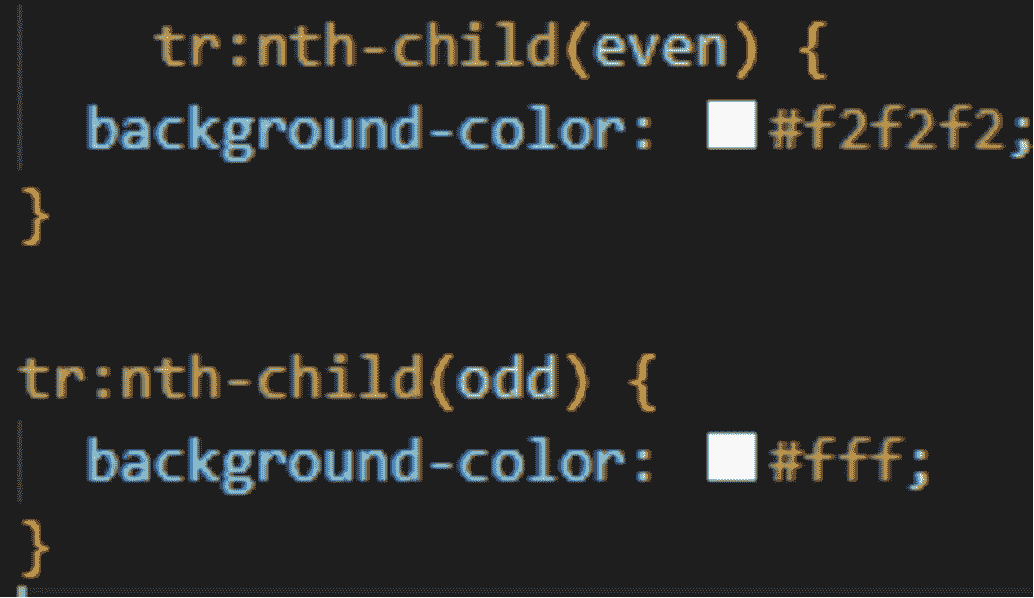 tr:nth-child(even) {
background-color: #f2f2f2;
}
tr:nth-child(odd) {
background-color: #fff;
}